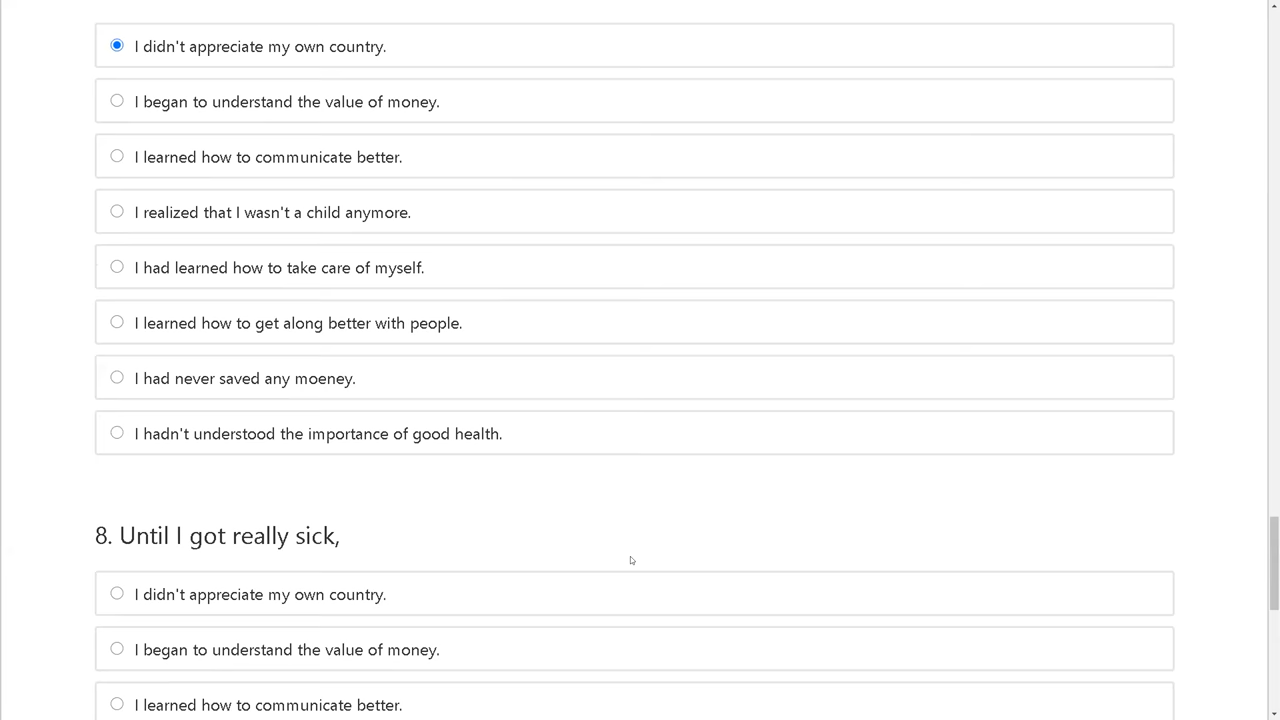 I didn't appreciate my own country.
I began to understand the value of money.
I learned how to communicate better.
I realized that I wasn't a child anymore.
I had learned how to take care of myself.
I learned how to get along better with people.
I had never saved any moeney.
I hadn't understood the importance of good health.
8. Until I got really sick,
I didn't appreciate my own country.
I began to understand the value of money.
I learned how to communicate better.